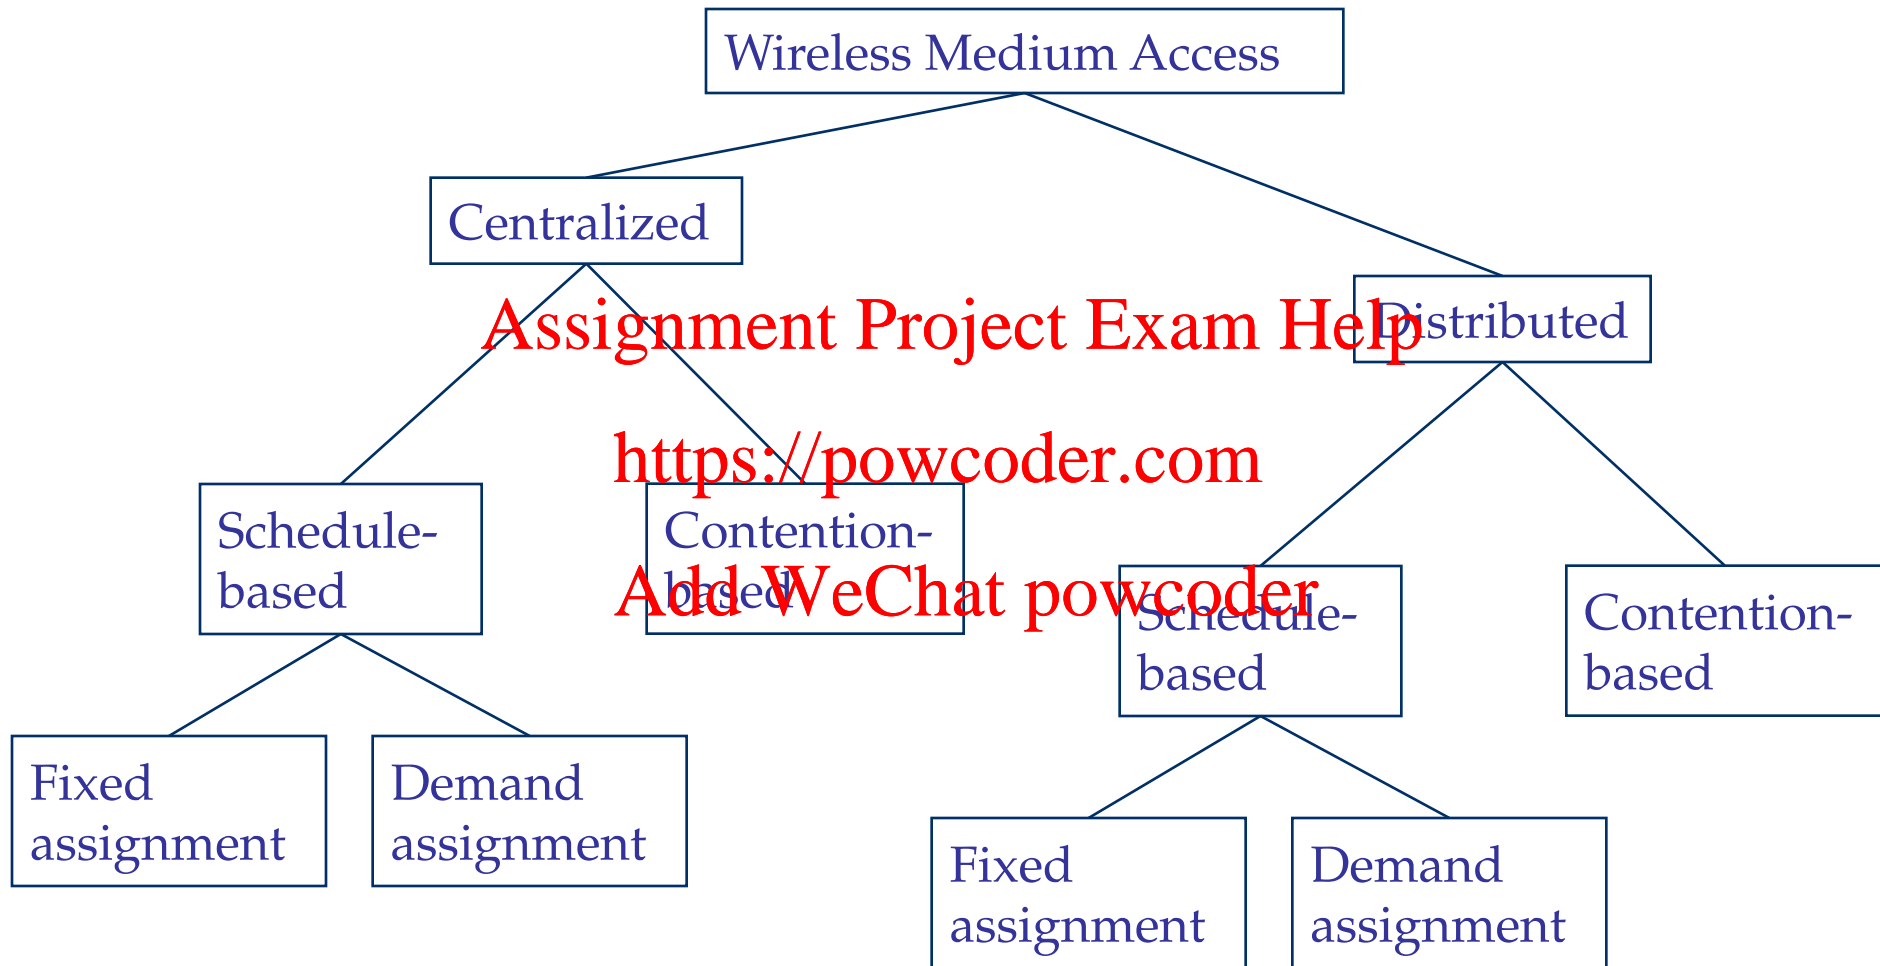 Wireless Medium Access
Centralized
Assignment Project Exam Help
Distributed
https://powcoder.com
Schedule-
based
Contention-
based
Add WeChat powcoder
Schedule-
based
Contention-
based
Fixed
assignment
Demand
assignment
Fixed
assignment
Demand
assignment